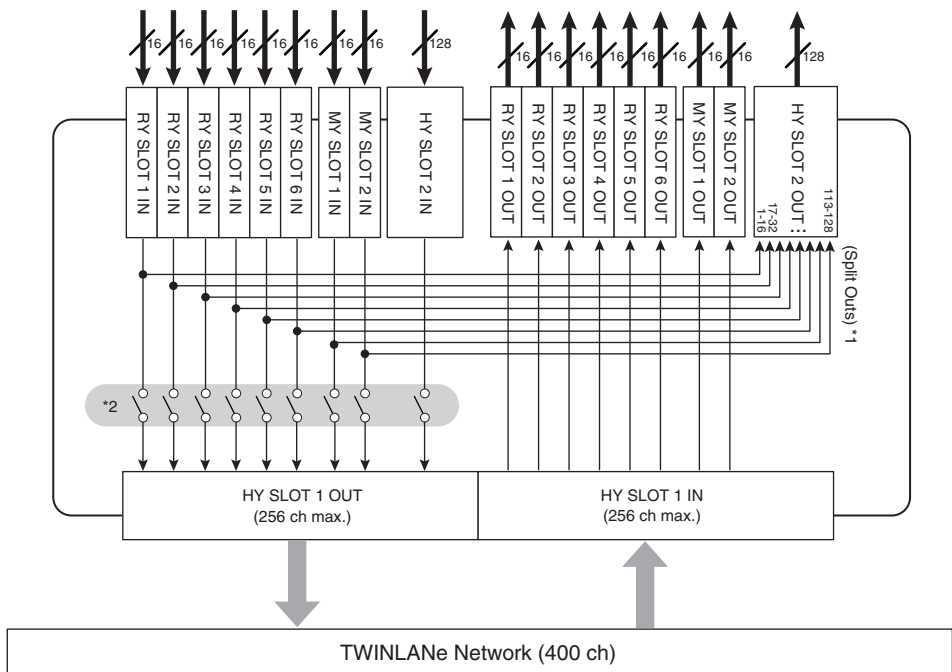 16 16 16 16 16 16 16 16 128
16 16 16 16 16 16 16 16 128
RY SLOT 1 IN
RY SLOT 2 IN
RY SLOT 3 IN
RY SLOT 4 IN
RY SLOT 5 IN
RY SLOT 6 IN
MY SLOT 1 IN
MY SLOT 2 IN
HY SLOT 2 IN
RY SLOT 1 OUT
RY SLOT 2 OUT
RY SLOT 3 OUT
RY SLOT 4 OUT
RY SLOT 5 OUT
RY SLOT 6 OUT
MY SLOT 1 OUT
MY SLOT 2 OUT
HY SLOT 2 OUT
1-16
17-32
⋮
113-128
(Split Outs) *1
*2
HY SLOT 1 OUT
(256 ch max.)
HY SLOT 1 IN
(256 ch max.)
TWINLANe Network (400 ch)